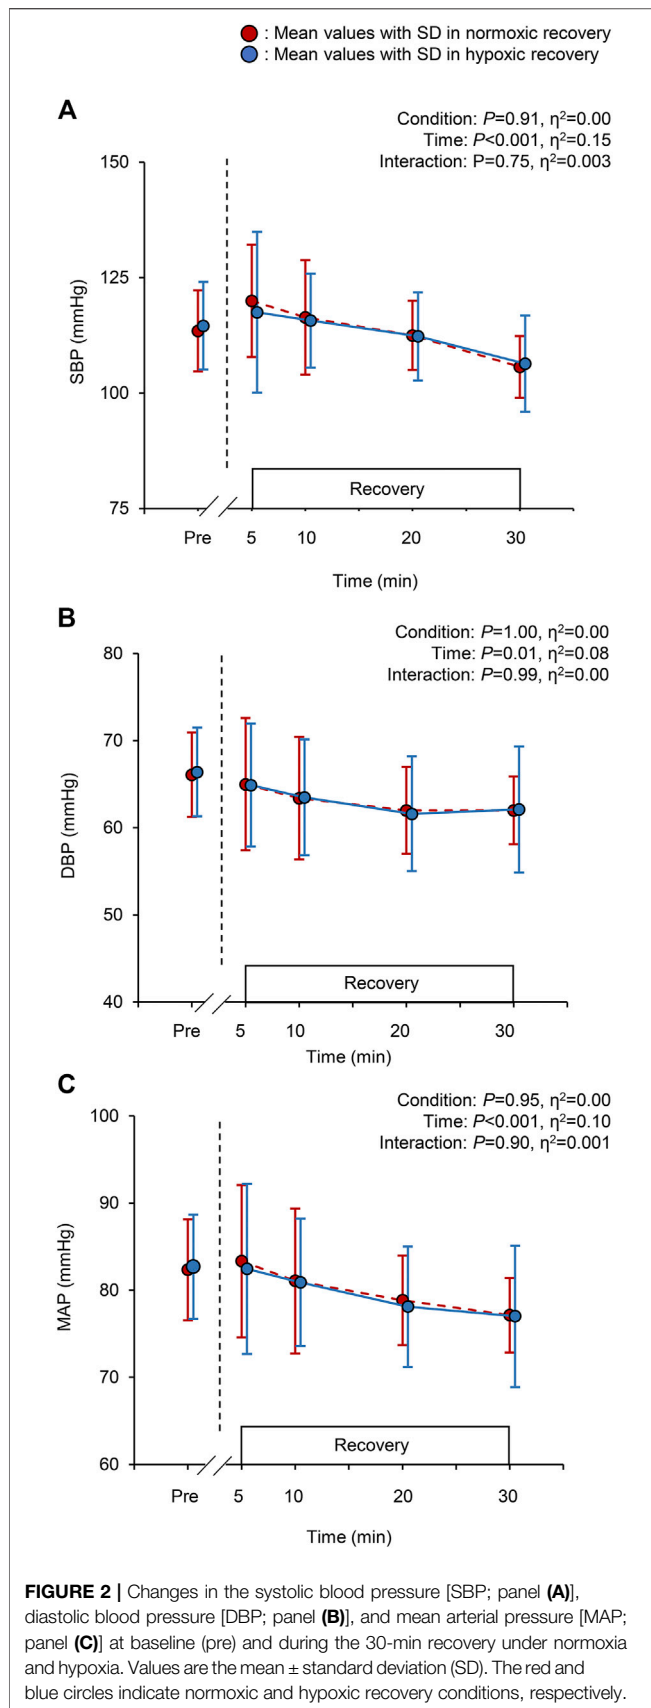 : Mean values with SD in normoxic recovery
: Mean values with SD in hypoxic recovery
A
Condition: P=0.91, η²=0.00
Time: P<0.001, η²=0.15
Interaction: P=0.75, η²=0.003
150
125
100
75
SBP (mmHg)
Recovery
Pre 5 10 20 30
Time (min)
B
Condition: P=1.00, η²=0.00
Time: P=0.01, η²=0.08
Interaction: P=0.99, η²=0.00
80
70
60
50
40
DBP (mmHg)
Recovery
Pre 5 10 20 30
Time (min)
C
Condition: P=0.95, η²=0.00
Time: P<0.001, η²=0.10
Interaction: P=0.90, η²=0.001
100
90
80
70
60
MAP (mmHg)
Recovery
Pre 5 10 20 30
Time (min)
FIGURE 2 | Changes in the systolic blood pressure [SBP; panel (A)],
diastolic blood pressure [DBP; panel (B)], and mean arterial pressure [MAP;
panel (C)] at baseline (pre) and during the 30-min recovery under normoxia
and hypoxia. Values are the mean ± standard deviation (SD). The red and
blue circles indicate normoxic and hypoxic recovery conditions, respectively.